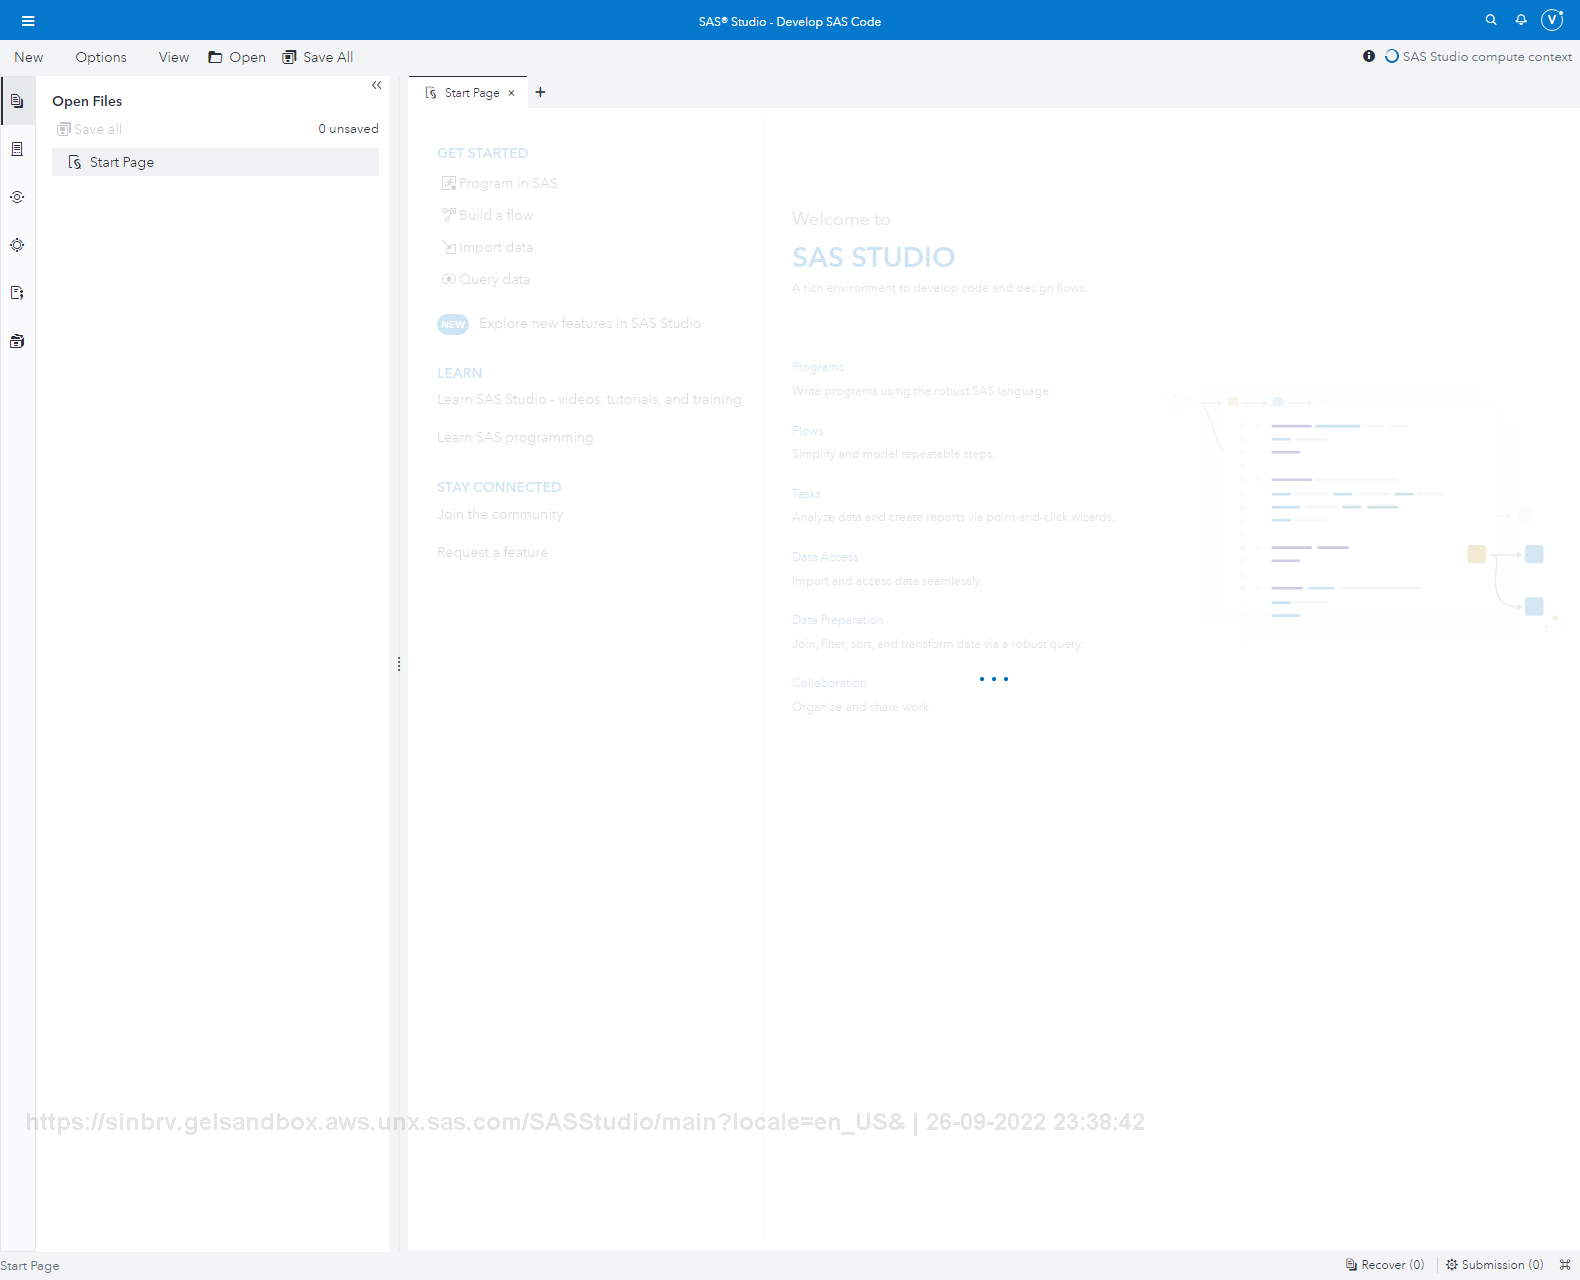 SAS® Studio - Develop SAS Code
V
New Options View Open Save All
SAS Studio compute context
Open Files
Save all
0 unsaved
Start Page
Start Page
GET STARTED
Program in SAS
Build a flow
Import data
Query data
NEW Explore new features in SAS Studio
LEARN
Learn SAS Studio - videos, tutorials, and training
Learn SAS programming
STAY CONNECTED
Join the community
Request a feature
Welcome to
SAS STUDIO
A rich environment to develop code and design flows.
Programs
Write programs using the robust SAS language.
Flows
Simplify and model repeatable steps.
Tasks
Analyze data and create reports via point-and-click wizards.
Data Access
Import and access data seamlessly.
Data Preparation
Join, filter, sort, and transform data via a robust query.
Collaboration
Organize and share work.
https://sinbrv.gelsandbox.aws.unx.sas.com/SASStudio/main?locale=en_US& | 26-09-2022 23:38:42
Start Page
Recover (0)
Submission (0)